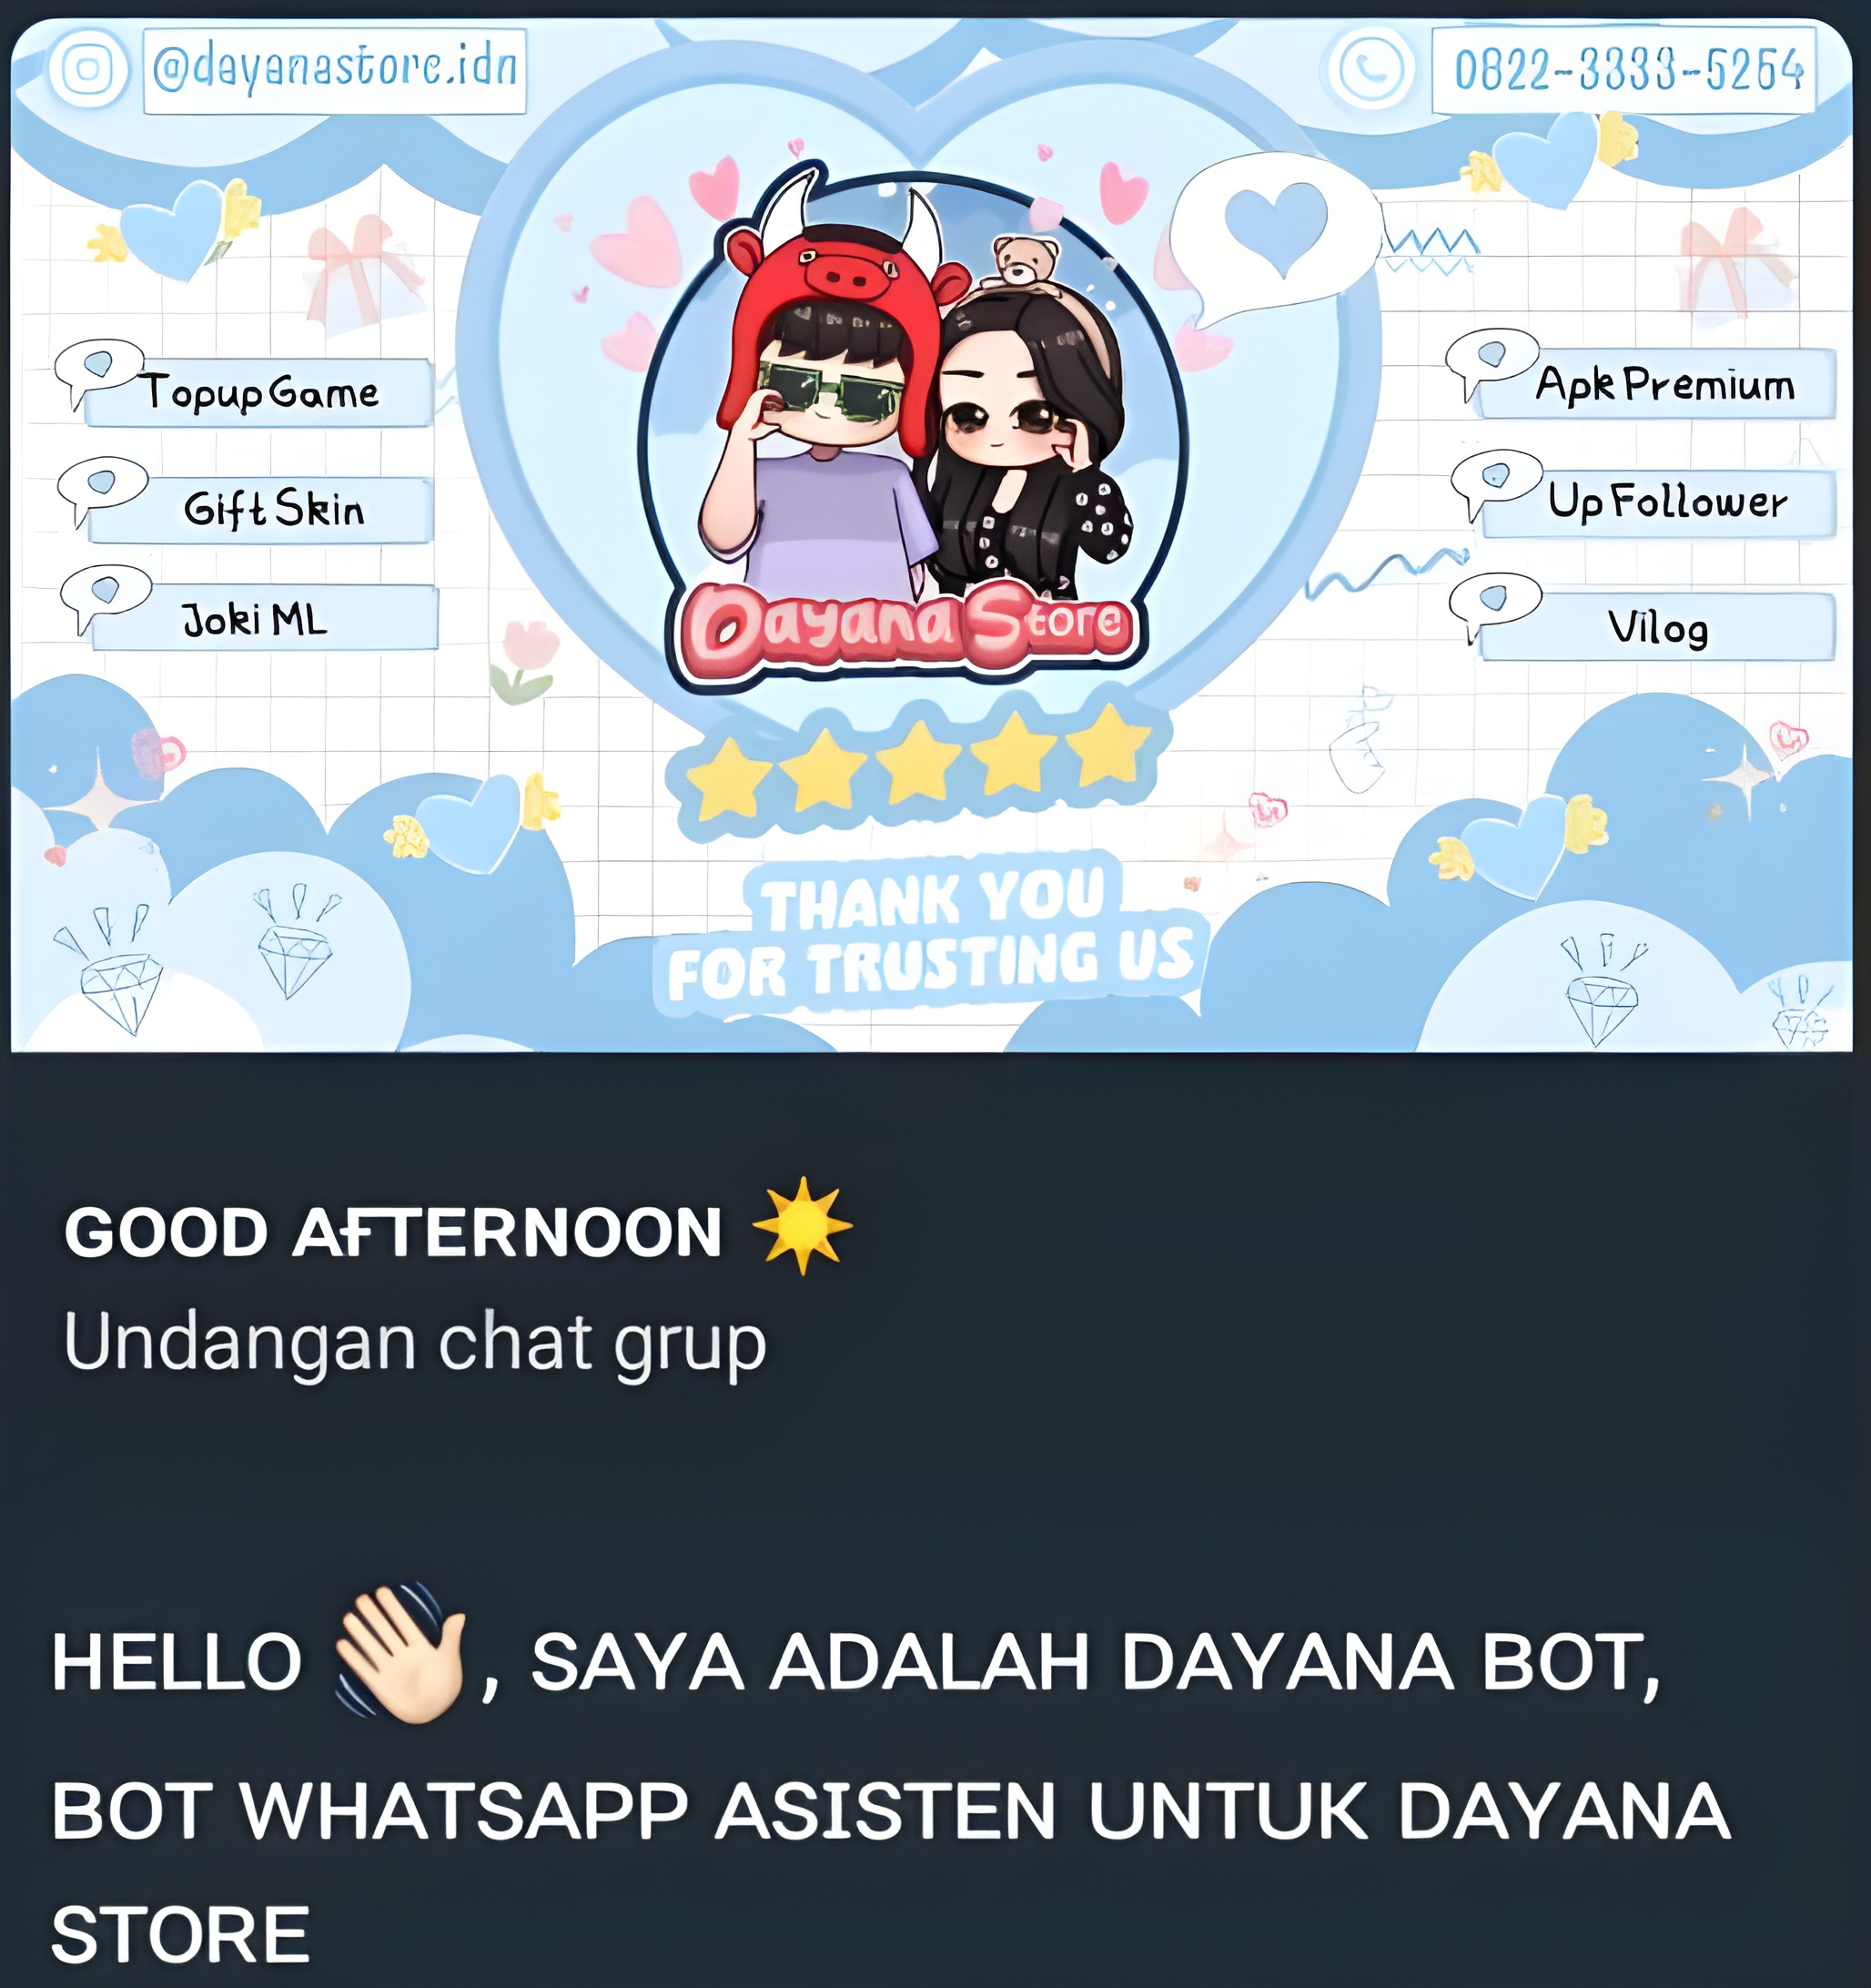 @dayanastore.idn
0822-3333-5264
Topup Game
Gift Skin
Joki ML
Apk Premium
Up Follower
Vilog
Dayana Store
THANK YOU
FOR TRUSTING US
GOOD AFTERNOON ☀️
Undangan chat grup
HELLO 👋🏼, SAYA ADALAH DAYANA BOT,
BOT WHATSAPP ASISTEN UNTUK DAYANA
STORE